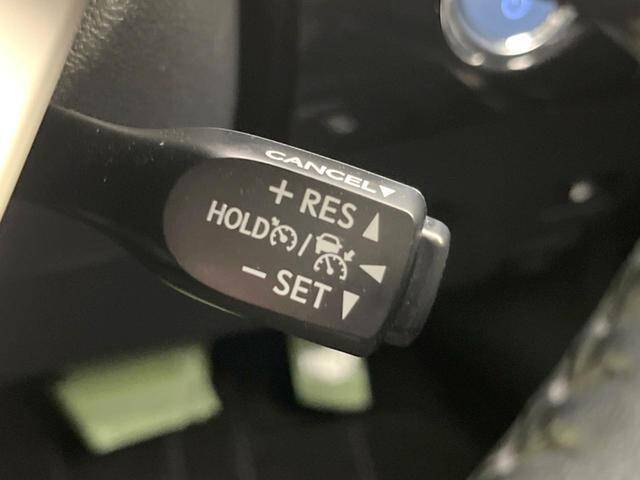 CANCEL▼
+ RES ▲
HOLD /
− SET ▼